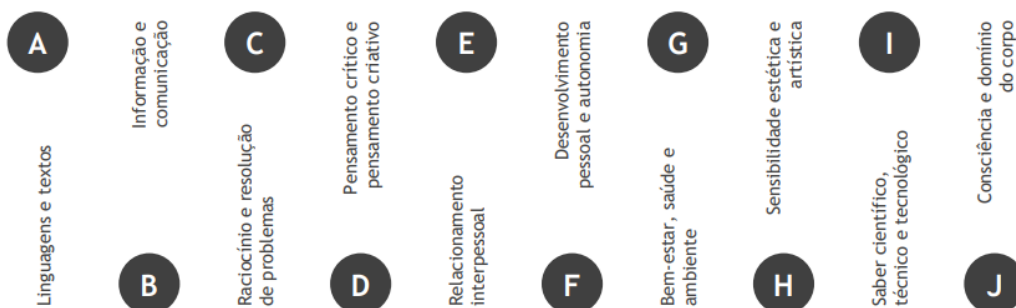 A
Linguagens e textos
Informação e
comunicação
B
C
Raciocínio e resolução
de problemas
Pensamento crítico e
pensamento criativo
D
E
Relacionamento
interpessoal
Desenvolvimento
pessoal e autonomia
F
G
Bem-estar, saúde e
ambiente
Sensibilidade estética e
artística
H
I
Saber científico,
técnico e tecnológico
Consciência e domínio
do corpo
J